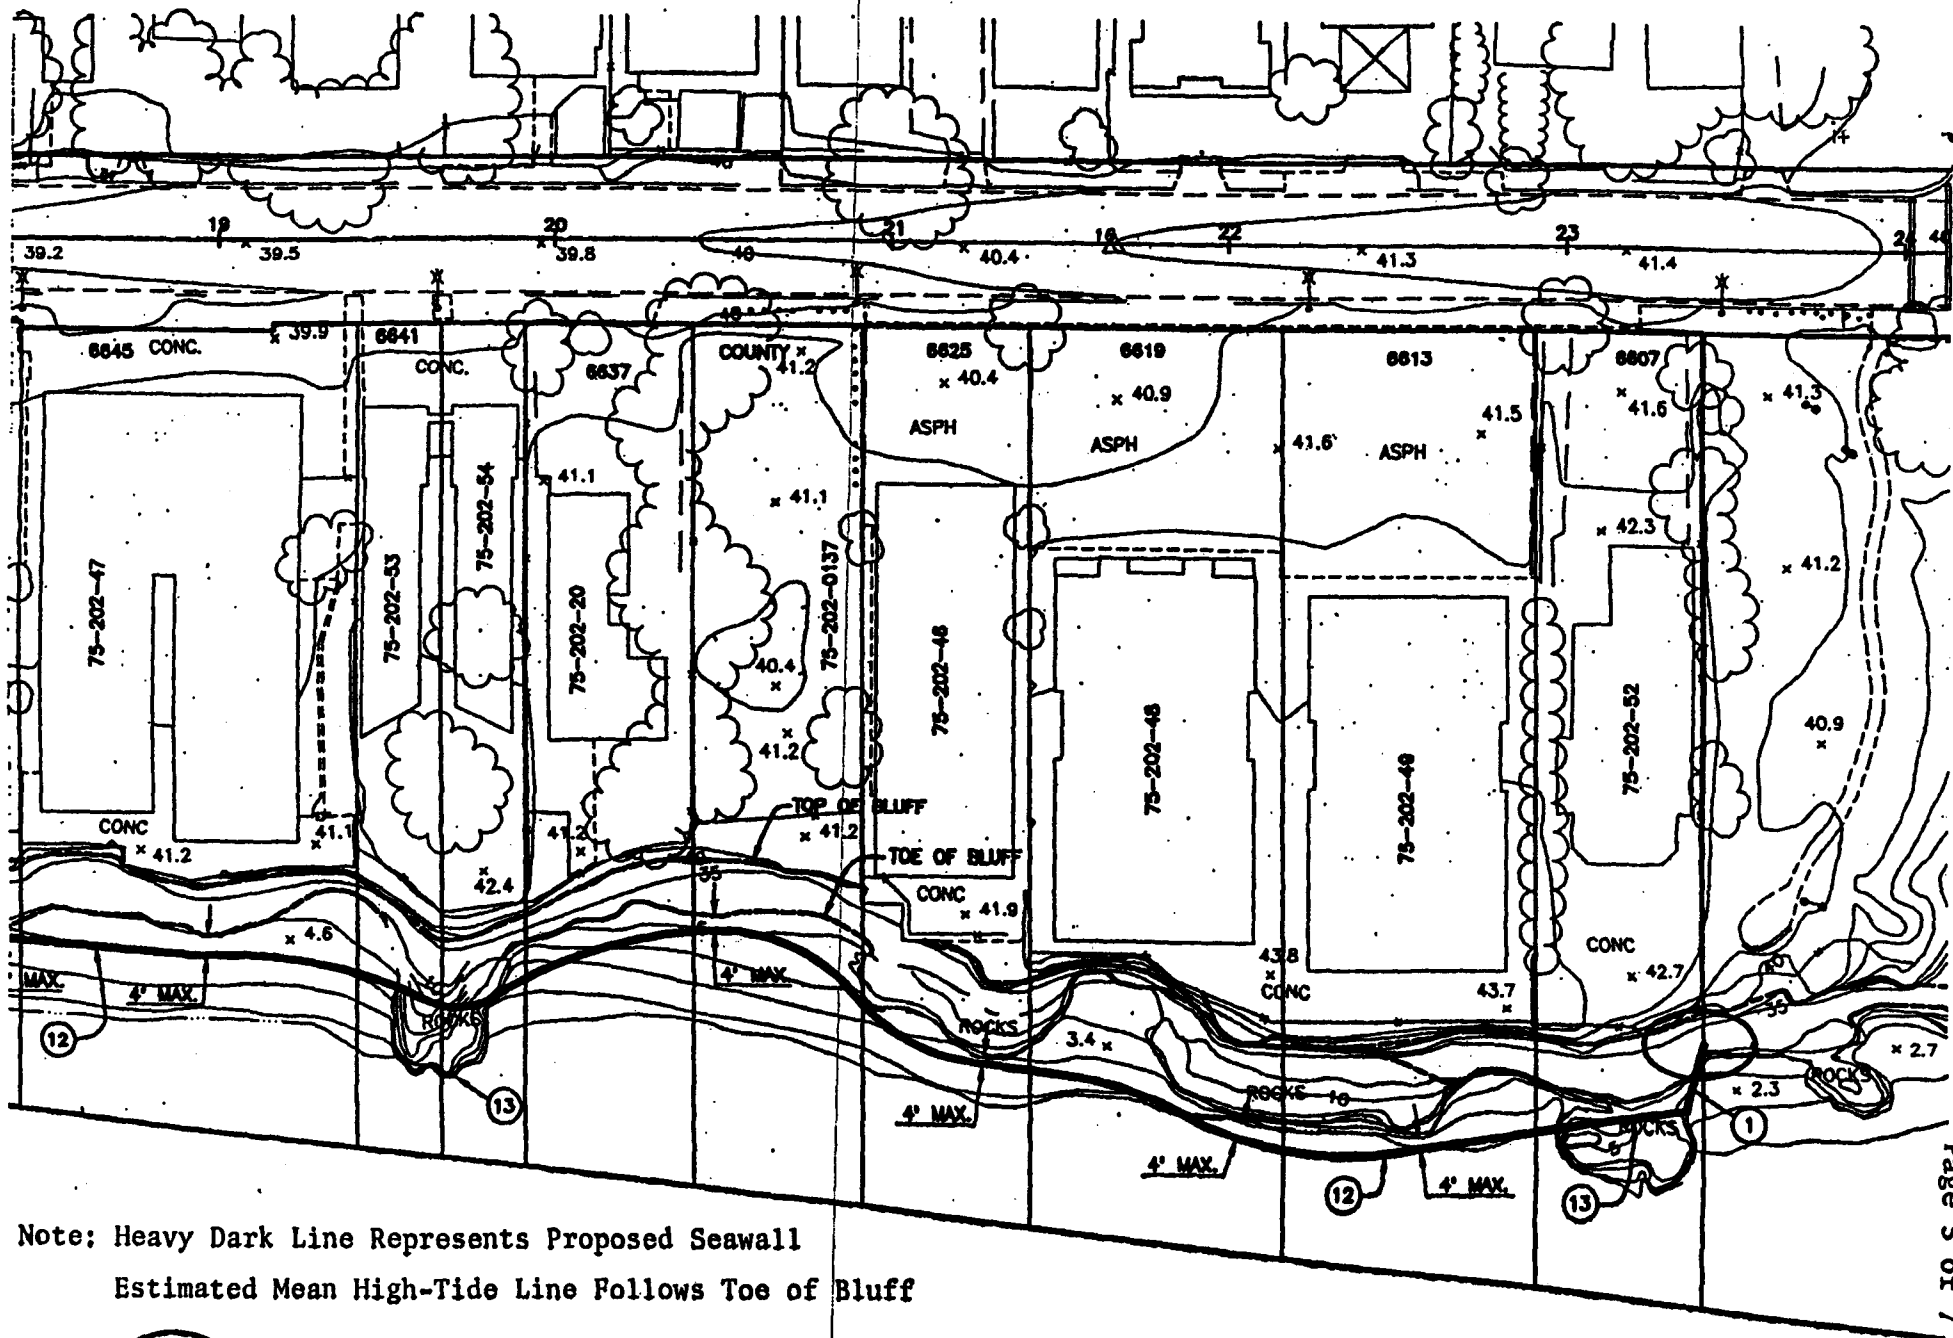 19
20
21
16
22
23
39.2
39.5
39.8
40
40.4
41.3
41.4
6645 CONC.
39.9
6641
CONC.
6637
COUNTY
41.2
6625
40.4
6619
40.9
6613
6607
41.6
41.3
ASPH
ASPH
41.6
ASPH
41.5
41.1
41.1
42.3
41.2
75-202-47
75-202-53
75-202-54
75-202-20
75-202-0137
75-202-48
75-202-49
75-202-52
40.4
41.2
40.9
CONC
41.2
41.1
41.2
TOP OF BLUFF
41.2
TOE OF BLUFF
42.4
35
CONC
41.9
4.6
43.8
CONC
43.7
CONC
42.7
40
35
MAX.
4' MAX.
4' MAX.
12
ROCKS
13
ROCKS
3.4
4' MAX.
ROCKS
10
2.7
ROCKS
2.3
ROCKS
1
4' MAX.
12
4' MAX.
13
Note: Heavy Dark Line Represents Proposed Seawall
Estimated Mean High-Tide Line Follows Toe of Bluff
Page 5 of 7